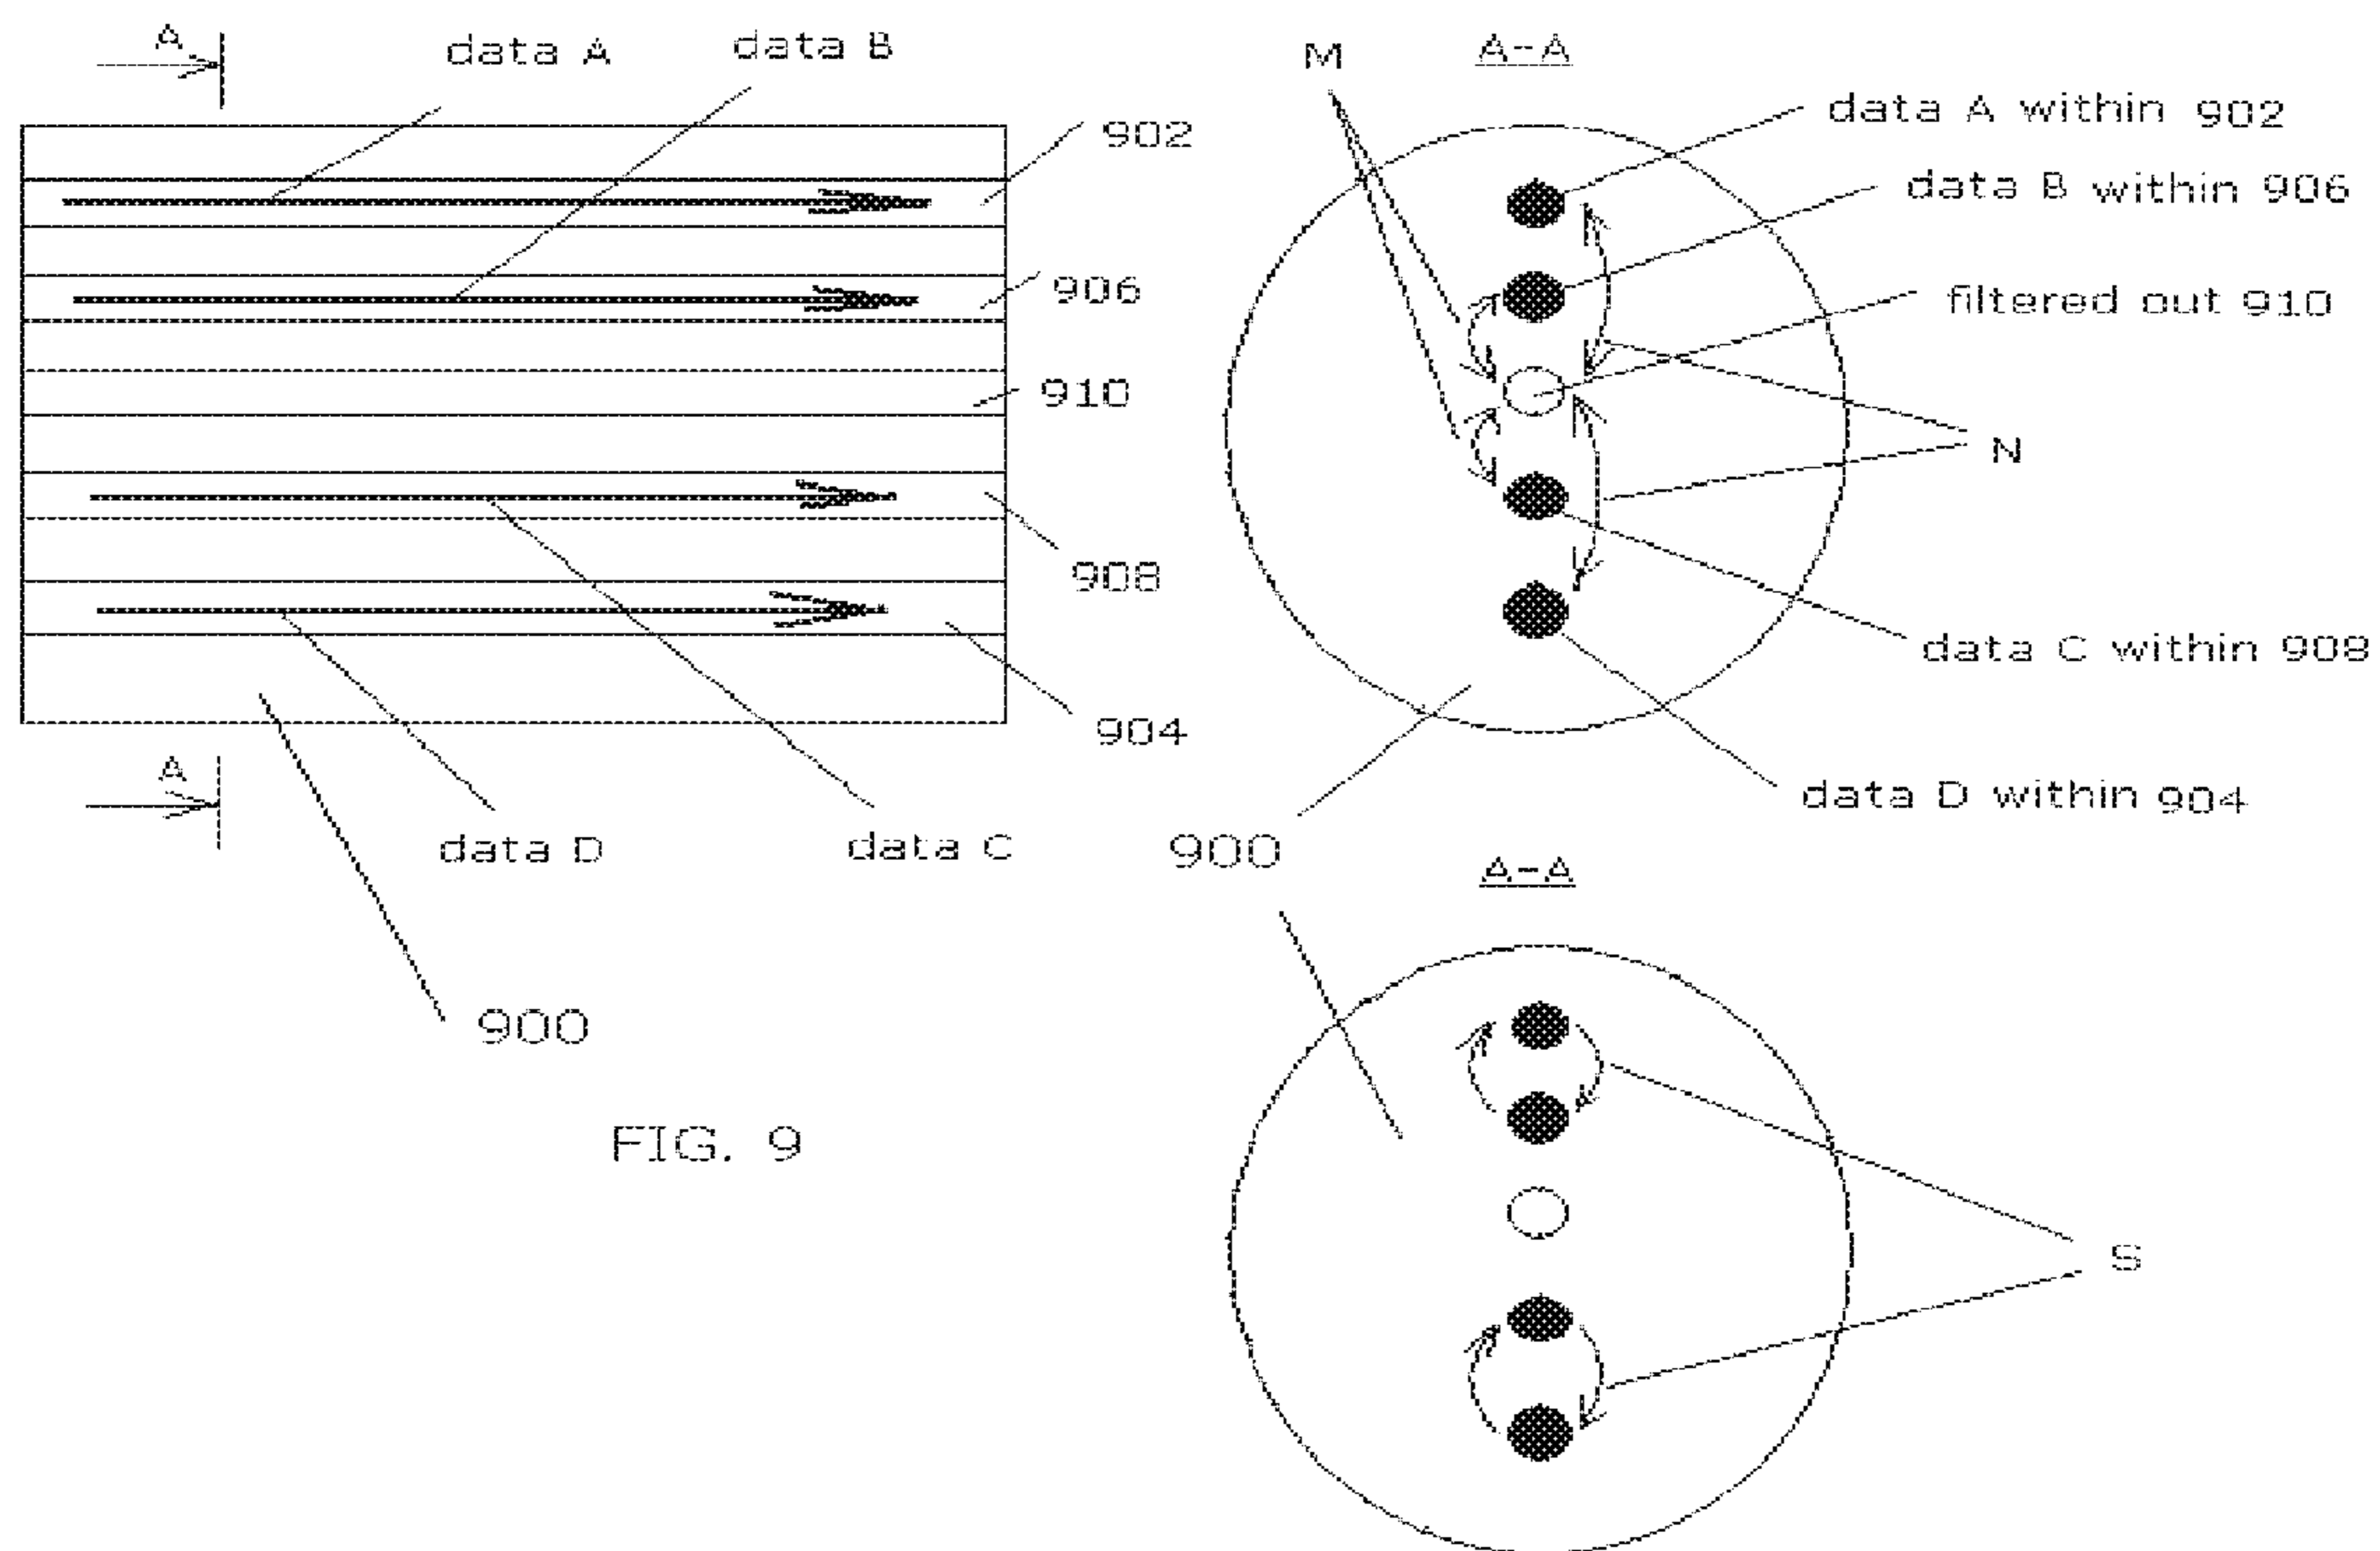 A
data A
data B
902
906
910
908
904
A
data D
data C
900
FIG. 9
M
A-A
data A within 902
data B within 906
filtered out 910
N
data C within 908
data D within 904
900
A-A
S